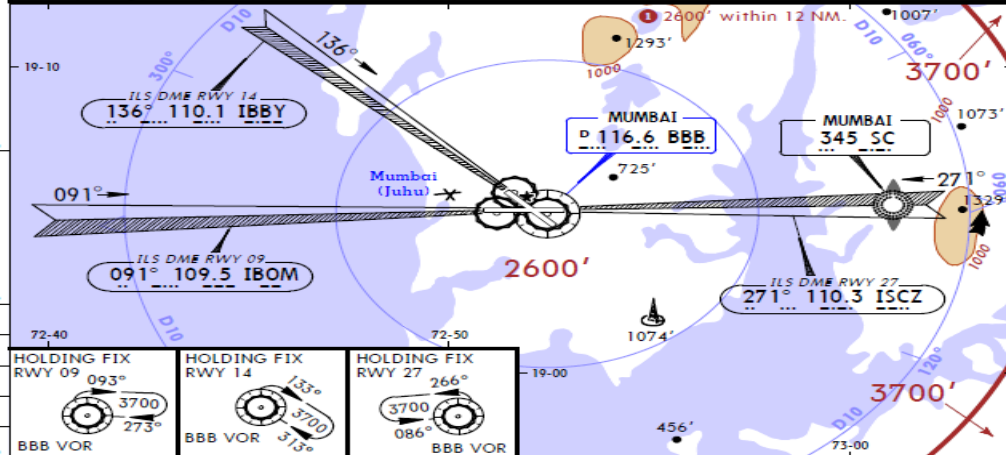 D10
136°
① 2600' within 12 NM.
1007'
1293'
D10
060°
300°
1000
3700'
19-10
ILS DME RWY 14
136° 110.1 IBBY
MUMBAI
D 116.6 BBB
MUMBAI
345 SC
1000
1073'
Mumbai
(Juhu)
725'
091°
271°
060
1329'
ILS DME RWY 09
091° 109.5 IBOM
2600'
1000
ILS DME RWY 27
271° 110.3 ISCZ
D10
72-40
72-50
1074'
19-00
120°
3700'
HOLDING FIX
RWY 09
093°
3700
273°
BBB VOR
HOLDING FIX
RWY 14
133°
3700
313°
BBB VOR
HOLDING FIX
RWY 27
266°
3700
086°
BBB VOR
456'
D10
73-00